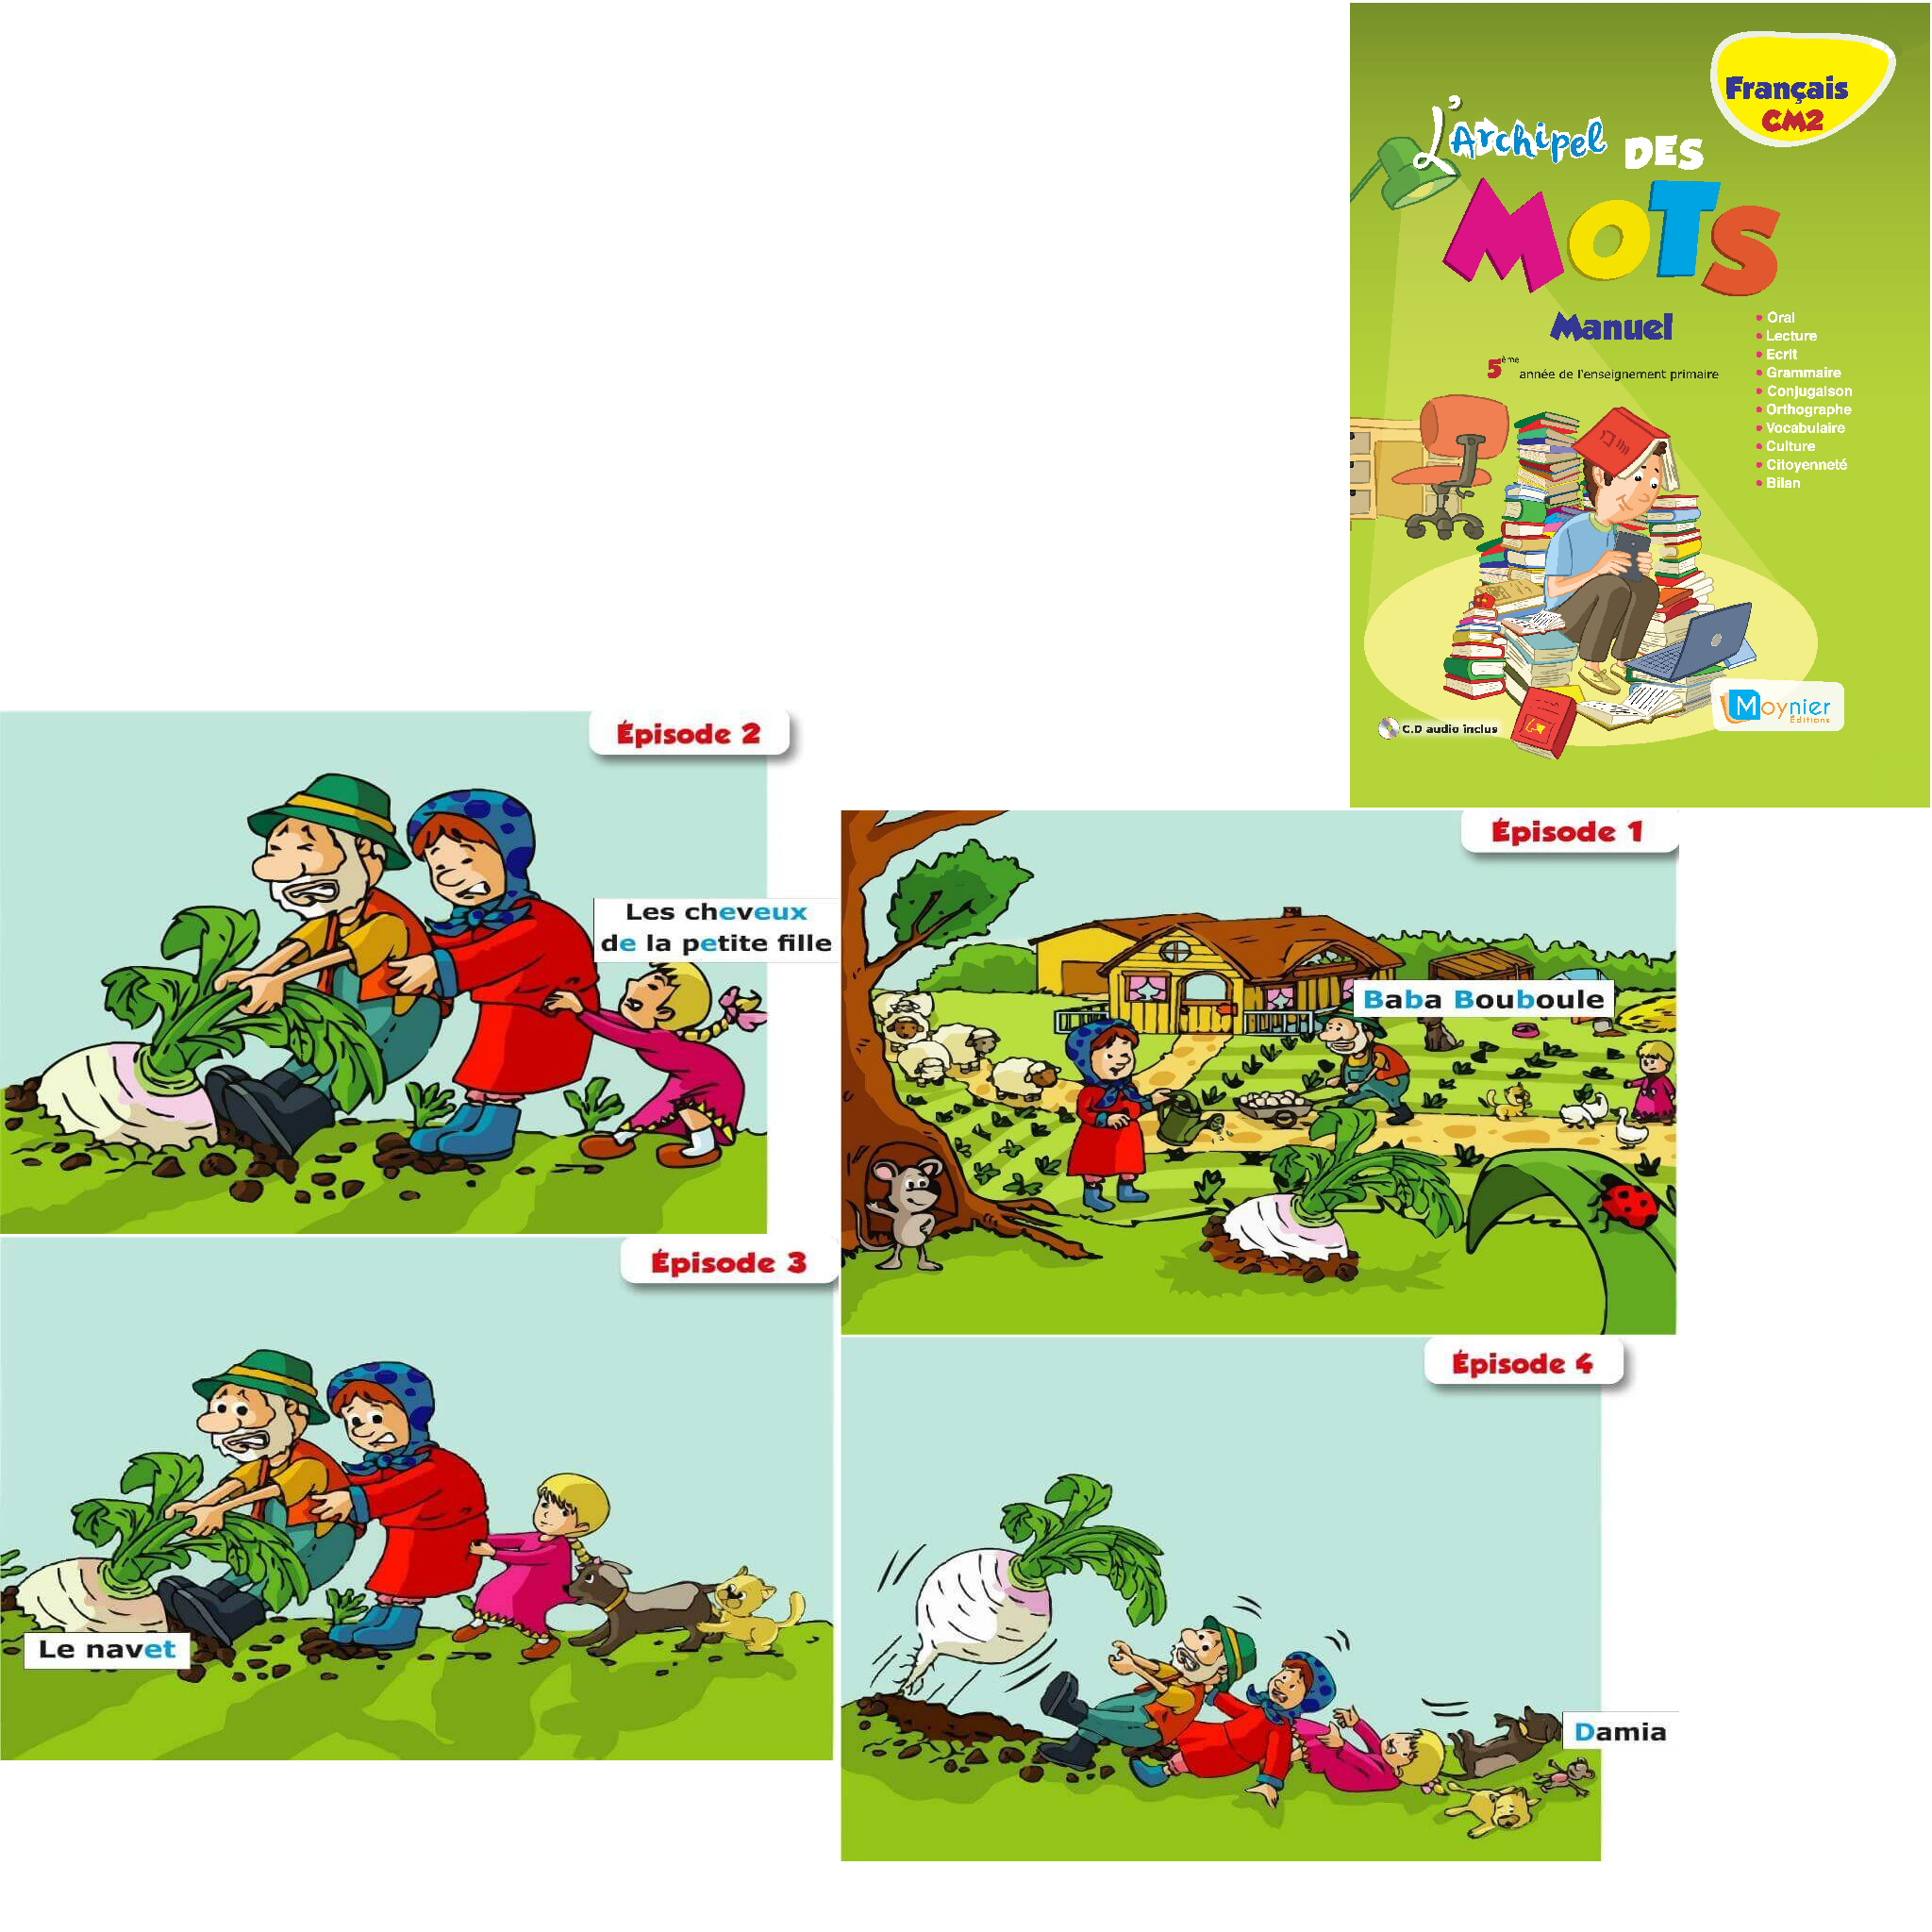 Français
CM2
L'Archipel DES
MOTS
Manuel
5ème année de l'enseignement primaire
• Oral
• Lecture
• Ecrit
• Grammaire
• Conjugaison
• Orthographe
• Vocabulaire
• Culture
• Citoyenneté
• Bilan
Moynier
Éditions
C.D audio inclus
Épisode 2
Les cheveux
de la petite fille
Épisode 1
Baba Bouboule
Épisode 3
Le navet
Épisode 4
Damia